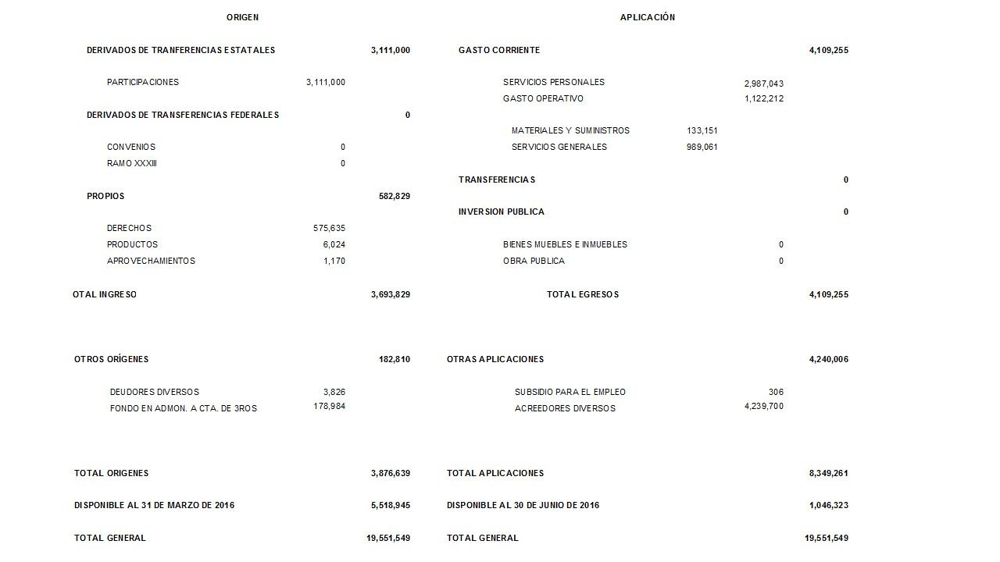 ORIGEN APLICACIÓN
DERIVADOS DE TRANFERENCIAS ESTATALES 3,111,000 GASTO CORRIENTE 4,109,255
PARTICIPACIONES 3,111,000 SERVICIOS PERSONALES 2,987,043
GASTO OPERATIVO 1,122,212
DERIVADOS DE TRANSFERENCIAS FEDERALES 0
MATERIALES Y SUMINISTROS 133,151
CONVENIOS 0 SERVICIOS GENERALES 989,061
RAMO XXXIII 0
TRANSFERENCIAS 0
PROPIOS 582,829
INVERSION PUBLICA 0
DERECHOS 575,635
PRODUCTOS 6,024 BIENES MUEBLES E INMUEBLES 0
APROVECHAMIENTOS 1,170 OBRA PUBLICA 0
OTAL INGRESO 3,693,829 TOTAL EGRESOS 4,109,255
OTROS ORÍGENES 182,810 OTRAS APLICACIONES 4,240,006
DEUDORES DIVERSOS 3,826 SUBSIDIO PARA EL EMPLEO 306
FONDO EN ADMON. A CTA. DE 3ROS 178,984 ACREEDORES DIVERSOS 4,239,700
TOTAL ORIGENES 3,876,639 TOTAL APLICACIONES 8,349,261
DISPONIBLE AL 31 DE MARZO DE 2016 5,518,945 DISPONIBLE AL 30 DE JUNIO DE 2016 1,046,323
TOTAL GENERAL 19,551,549 TOTAL GENERAL 19,551,549